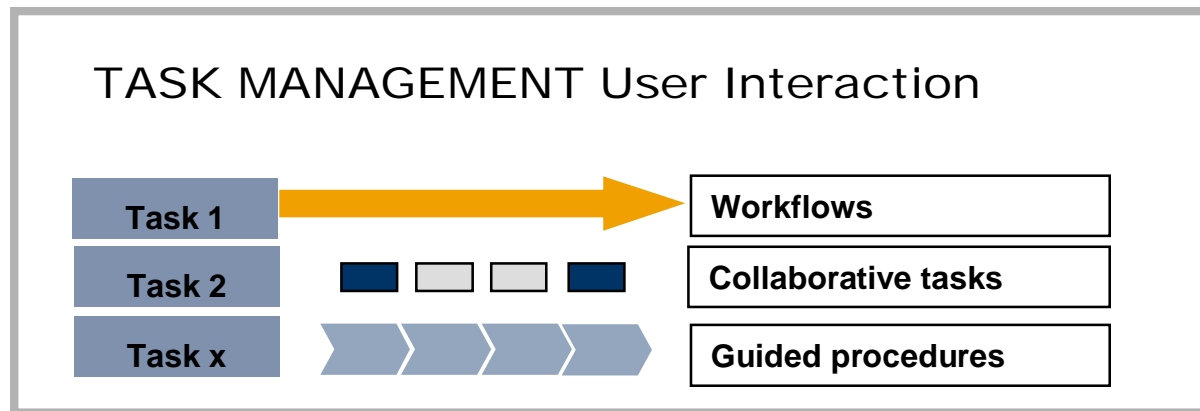 TASK MANAGEMENT User Interaction
Task 1
Workflows
Task 2
Collaborative tasks
Task x
Guided procedures